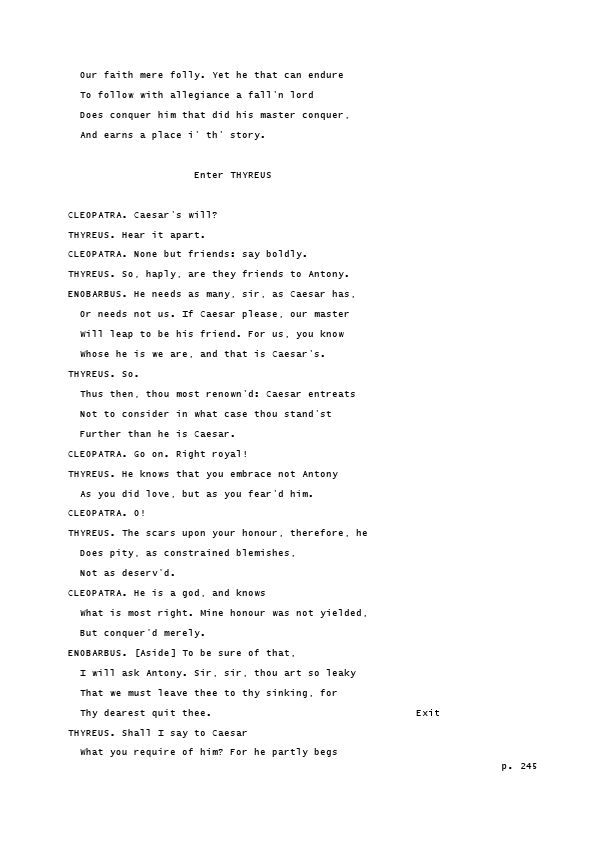 Our faith mere folly. Yet he that can endure
To follow with allegiance a fall'n lord
Does conquer him that did his master conquer,
And earns a place i' th' story.
Enter THYREUS
CLEOPATRA. Caesar's will?
THYREUS. Hear it apart.
CLEOPATRA. None but friends: say boldly.
THYREUS. So, haply, are they friends to Antony.
ENOBARBUS. He needs as many, sir, as Caesar has,
Or needs not us. If Caesar please, our master
Will leap to be his friend. For us, you know
Whose he is we are, and that is Caesar's.
THYREUS. So.
Thus then, thou most renown'd: Caesar entreats
Not to consider in what case thou stand'st
Further than he is Caesar.
CLEOPATRA. Go on. Right royal!
THYREUS. He knows that you embrace not Antony
As you did love, but as you fear'd him.
CLEOPATRA. O!
THYREUS. The scars upon your honour, therefore, he
Does pity, as constrained blemishes,
Not as deserv'd.
CLEOPATRA. He is a god, and knows
What is most right. Mine honour was not yielded,
But conquer'd merely.
ENOBARBUS. [Aside] To be sure of that,
I will ask Antony. Sir, sir, thou art so leaky
That we must leave thee to thy sinking, for
Thy dearest quit thee. Exit
THYREUS. Shall I say to Caesar
What you require of him? For he partly begs
p. 245